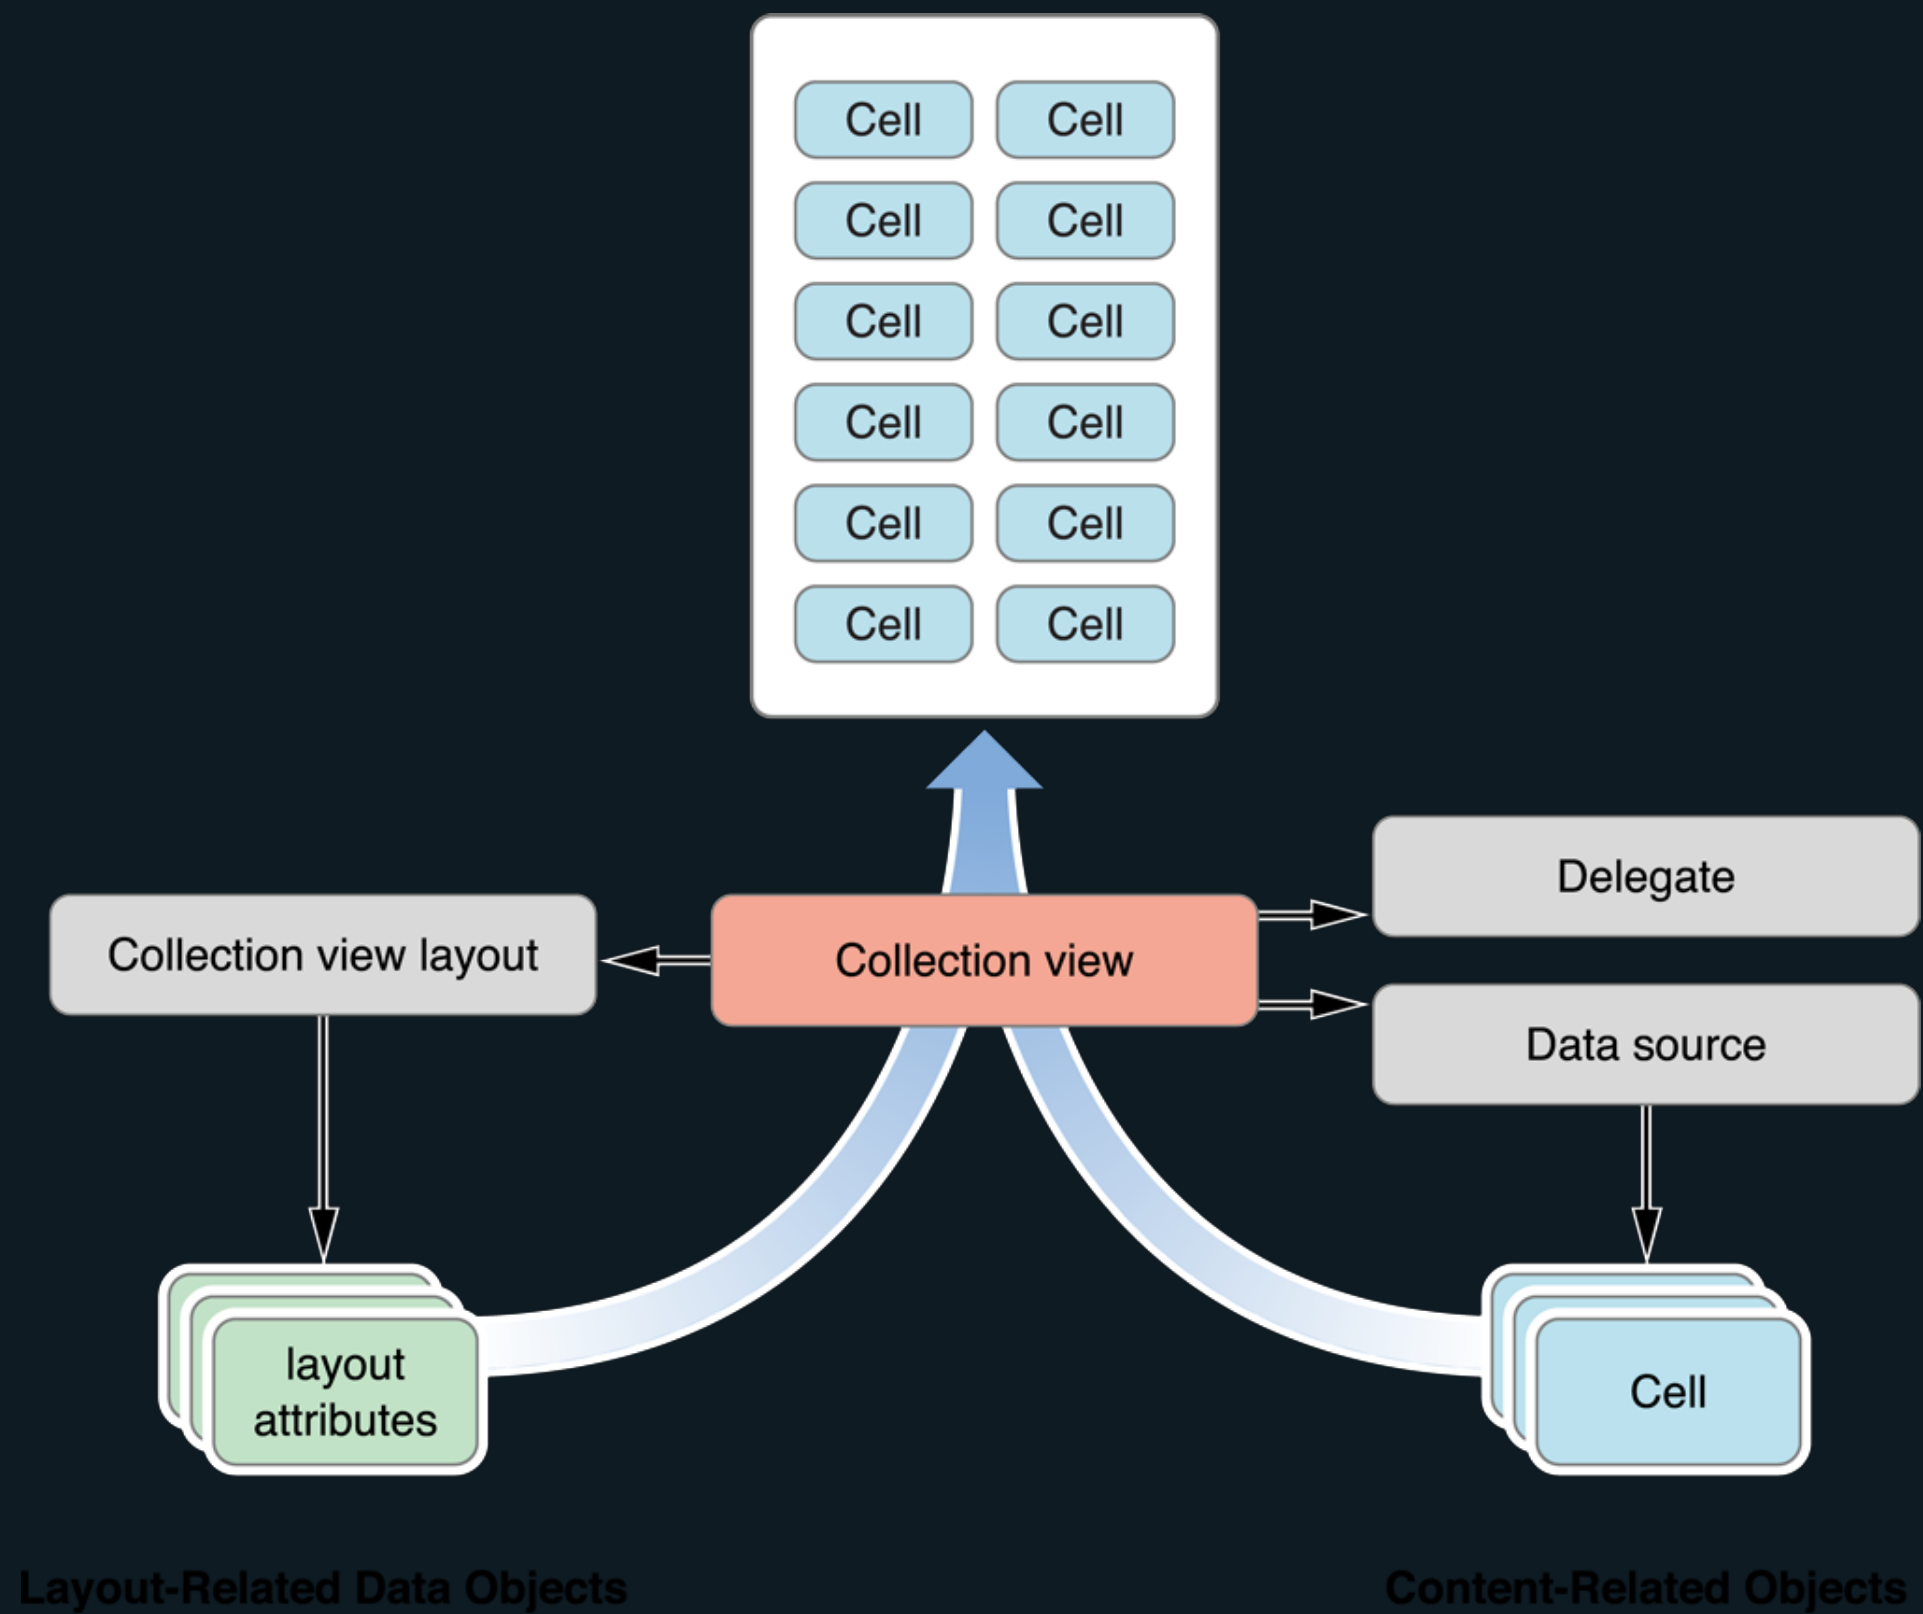 Cell Cell
Cell Cell
Cell Cell
Cell Cell
Cell Cell
Cell Cell
Delegate
Collection view layout
Collection view
Data source
layout
attributes
Cell
Layout-Related Data Objects
Content-Related Objects